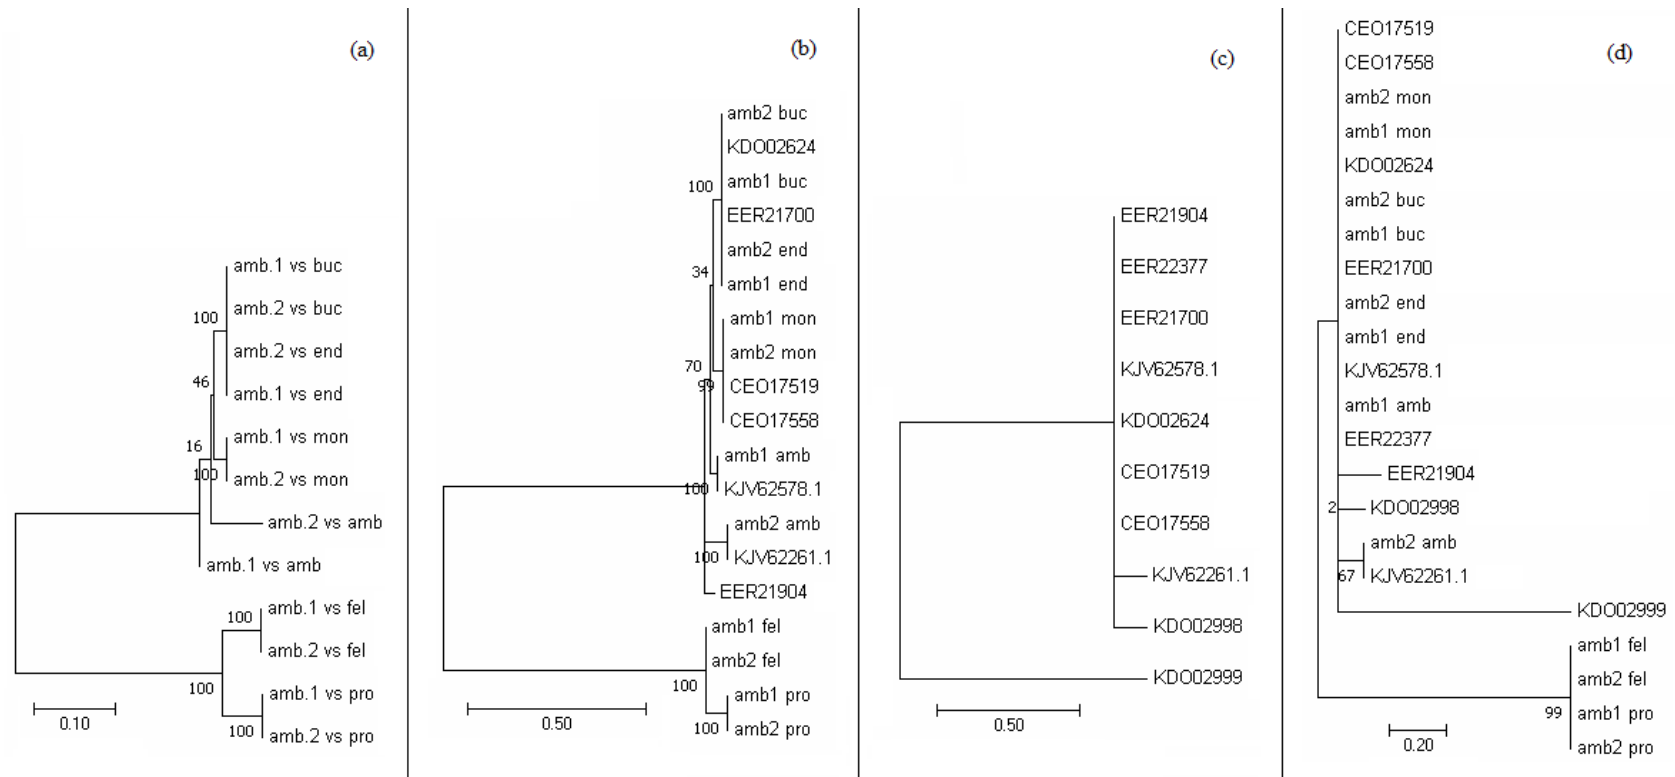 (a)
amb.1 vs buc
100
amb.2 vs buc
amb.2 vs end
46
amb.1 vs end
amb.1 vs mon
16
100
amb.2 vs mon
amb.2 vs amb
amb.1 vs amb
amb.1 vs fel
100
amb.2 vs fel
100
amb.1 vs pro
100
amb.2 vs pro
0.10
(b)
amb2 buc
KDO02624
amb1 buc
100
EER21700
amb2 end
34
amb1 end
amb1 mon
amb2 mon
70
99
CEO17519
CEO17558
amb1 amb
KJV62578.1
100
amb2 amb
KJV62261.1
100
EER21904
amb1 fel
amb2 fel
100
amb1 pro
amb2 pro
100
0.50
(c)
EER21904
EER22377
EER21700
KJV62578.1
KDO02624
CEO17519
CEO17558
KJV62261.1
KDO02998
KDO02999
0.50
(d)
CEO17519
CEO17558
amb2 mon
amb1 mon
KDO02624
amb2 buc
amb1 buc
EER21700
amb2 end
amb1 end
KJV62578.1
amb1 amb
EER22377
EER21904
2
KDO02998
amb2 amb
67
KJV62261.1
KDO02999
amb1 fel
amb2 fel
99
amb1 pro
amb2 pro
0.20